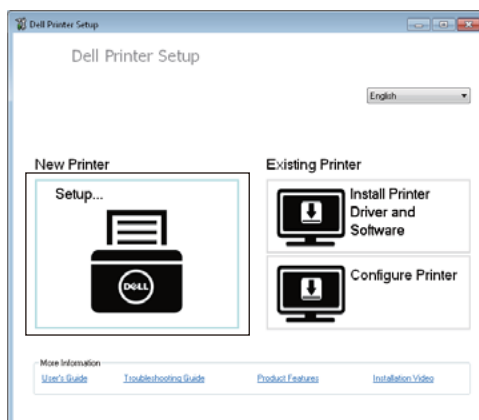 Dell Printer Setup
Dell Printer Setup
English
New Printer
Setup...
DELL
Existing Printer
Install Printer
Driver and
Software
Configure Printer
More Information
User's Guide
Troubleshooting Guide
Product Features
Installation Video